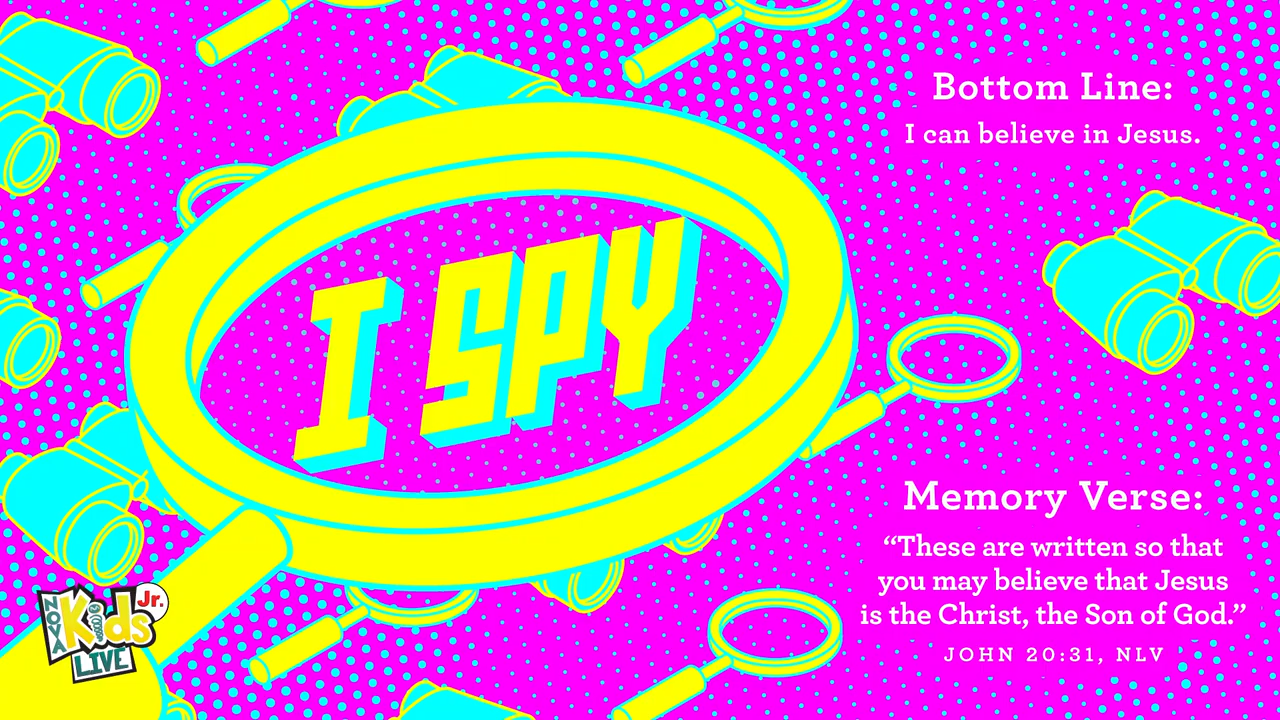 I SPY
Bottom Line:
I can believe in Jesus.
Memory Verse:
“These are written so that
you may believe that Jesus
is the Christ, the Son of God.”
JOHN 20:31, NLV
NOVA
Kids
Jr.
LIVE